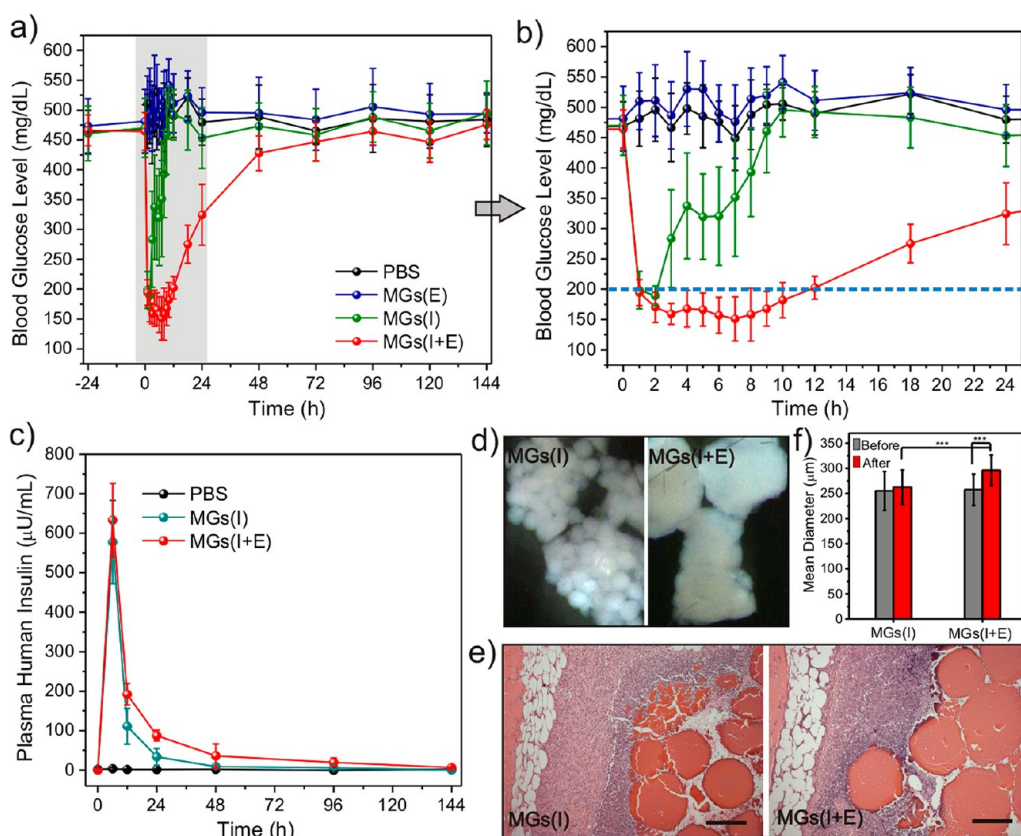 a)
600
550
500
450
400
350
300
250
200
150
100
Blood Glucose Level (mg/dL)
PBS
MGs(E)
MGs(I)
MGs(I+E)
-24 0 24 48 72 96 120 144
Time (h)
b)
600
550
500
450
400
350
300
250
200
150
100
Blood Glucose Level (mg/dL)
0 2 4 6 8 10 12 14 16 18 20 22 24
Time (h)
c)
800
700
600
500
400
300
200
100
0
Plasma Human Insulin (µU/mL)
PBS
MGs(I)
MGs(I+E)
0 24 48 72 96 120 144
Time (h)
d)
MGs(I)
MGs(I+E)
f)
350
300
250
200
150
100
50
0
Mean Diameter (µm)
Before
After
***
***
MGs(I) MGs(I+E)
e)
MGs(I)
MGs(I+E)